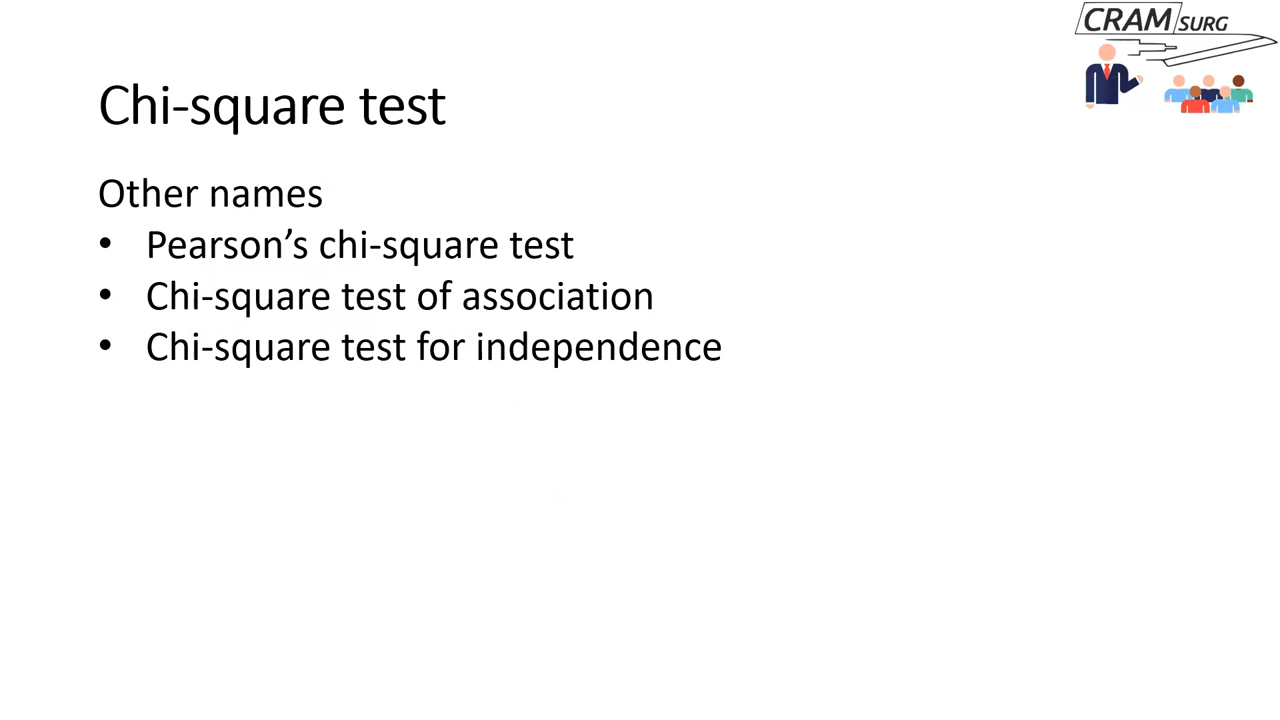 CRAM SURG
Chi-square test
Other names
• Pearson’s chi-square test
• Chi-square test of association
• Chi-square test for independence